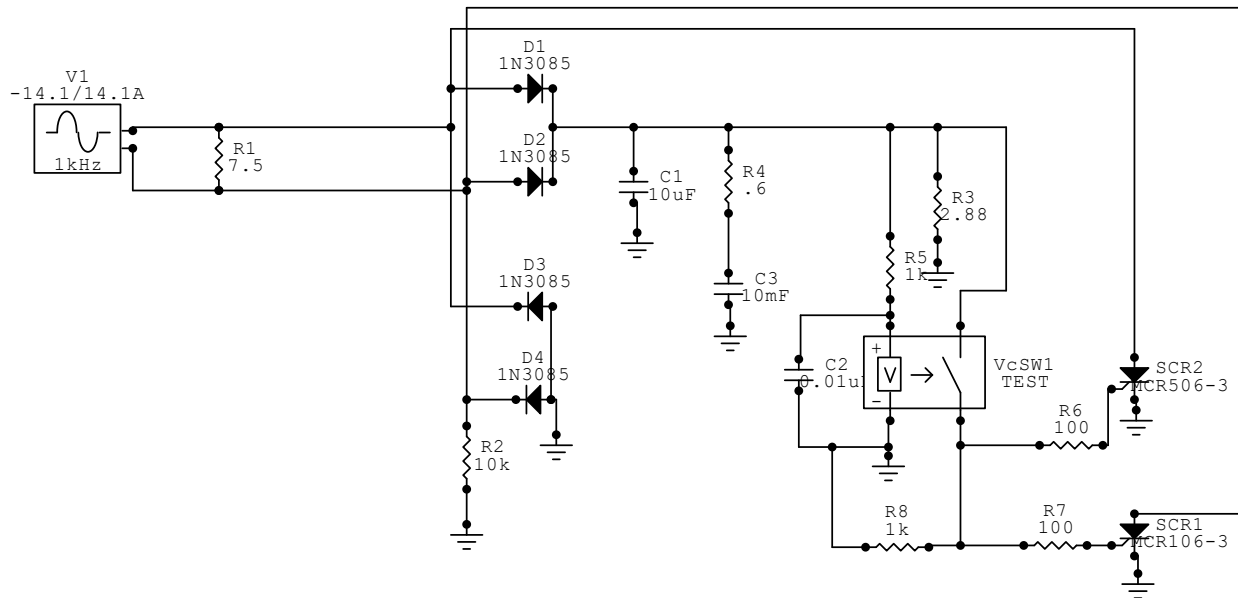 V1
-14.1/14.1A
1kHz
R1
7.5
D1
1N3085
D2
1N3085
D3
1N3085
D4
1N3085
R2
10k
C1
10uF
R4
.6
C3
10mF
R3
2.88
R5
1k
C2
0.01u
+
V
−
VcSW1
TEST
SCR2
MCR506-3
R6
100
R8
1k
R7
100
SCR1
MCR106-3